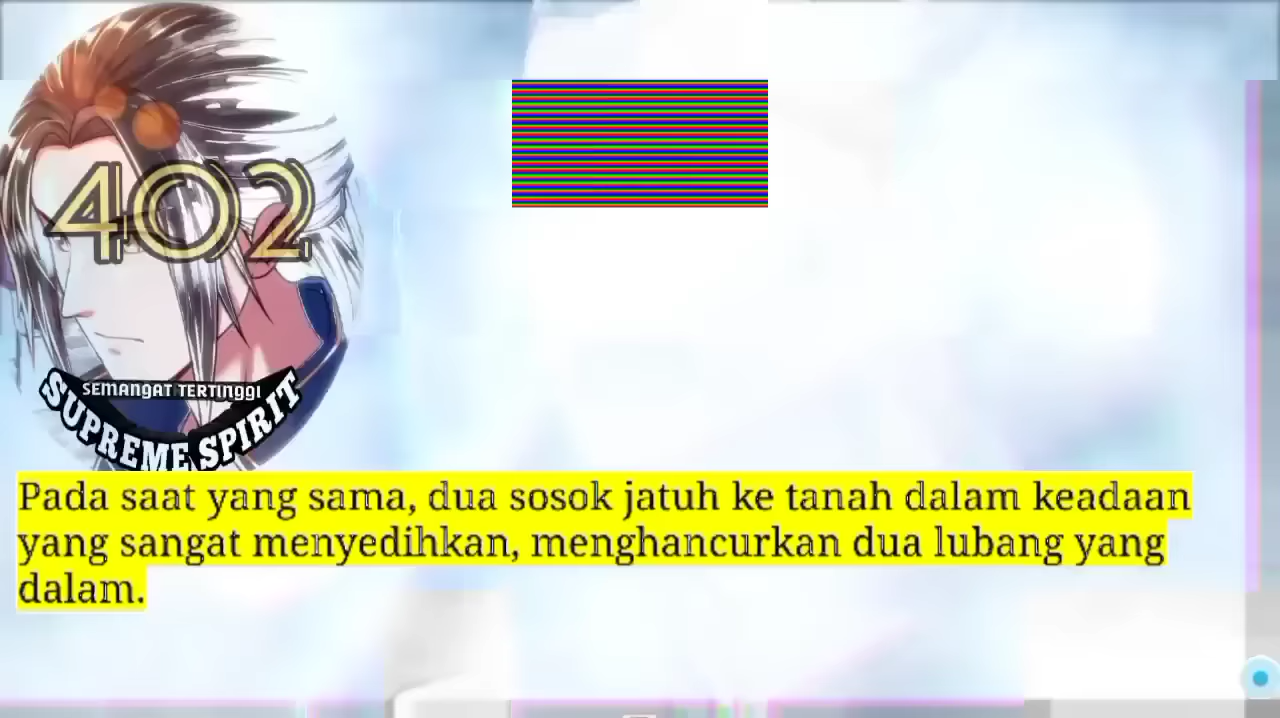 402
SEMANGAT TERTINGGI
SUPREME SPIRIT
Pada saat yang sama, dua sosok jatuh ke tanah dalam keadaan
yang sangat menyedihkan, menghancurkan dua lubang yang
dalam.